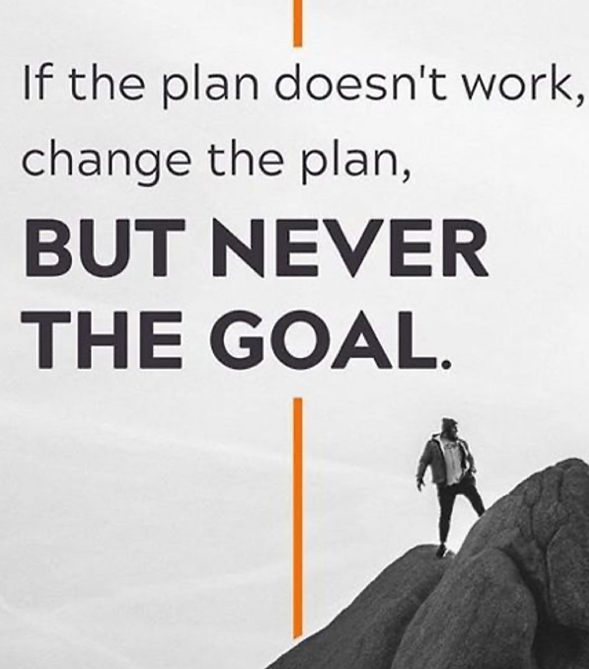 If the plan doesn't work,
change the plan,
BUT NEVER
THE GOAL.